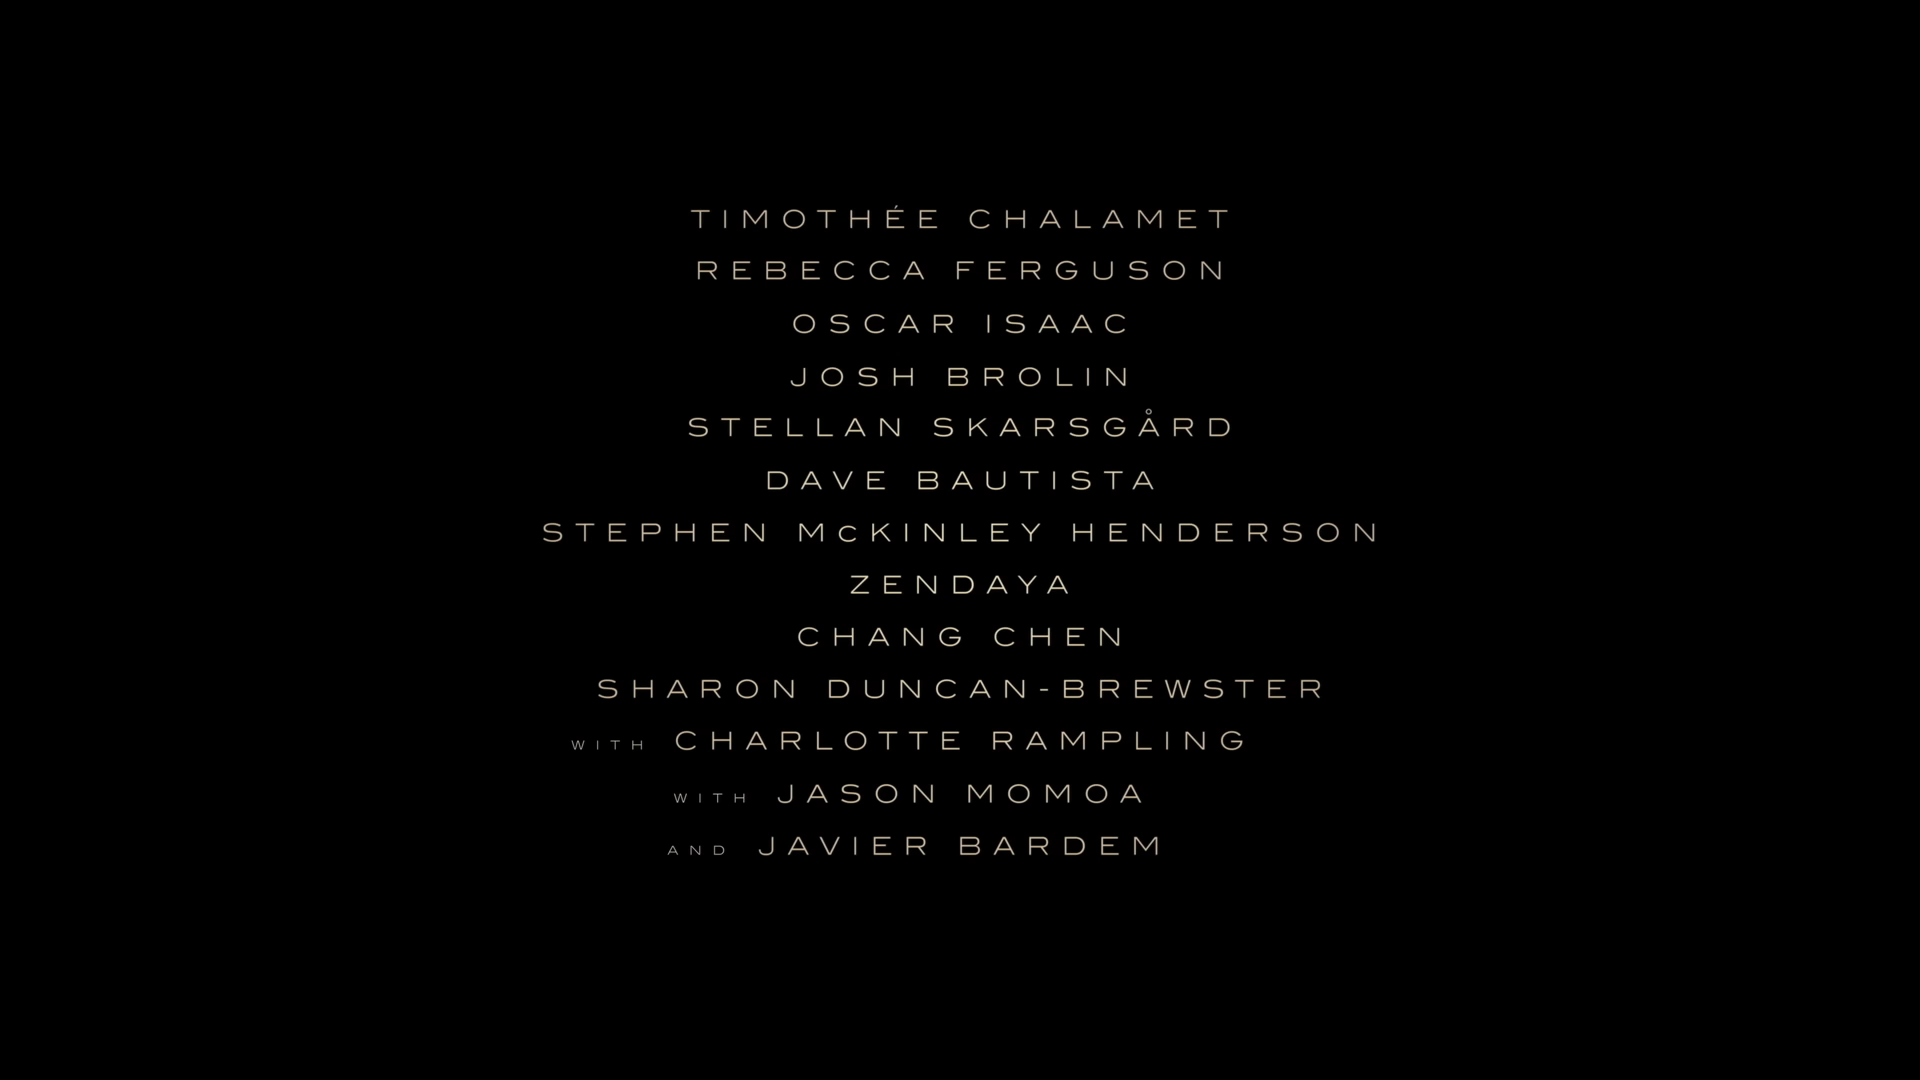 TIMOTHÉE CHALAMET
REBECCA FERGUSON
OSCAR ISAAC
JOSH BROLIN
STELLAN SKARSGÅRD
DAVE BAUTISTA
STEPHEN McKINLEY HENDERSON
ZENDAYA
CHANG CHEN
SHARON DUNCAN-BREWSTER
WITH CHARLOTTE RAMPLING
WITH JASON MOMOA
AND JAVIER BARDEM